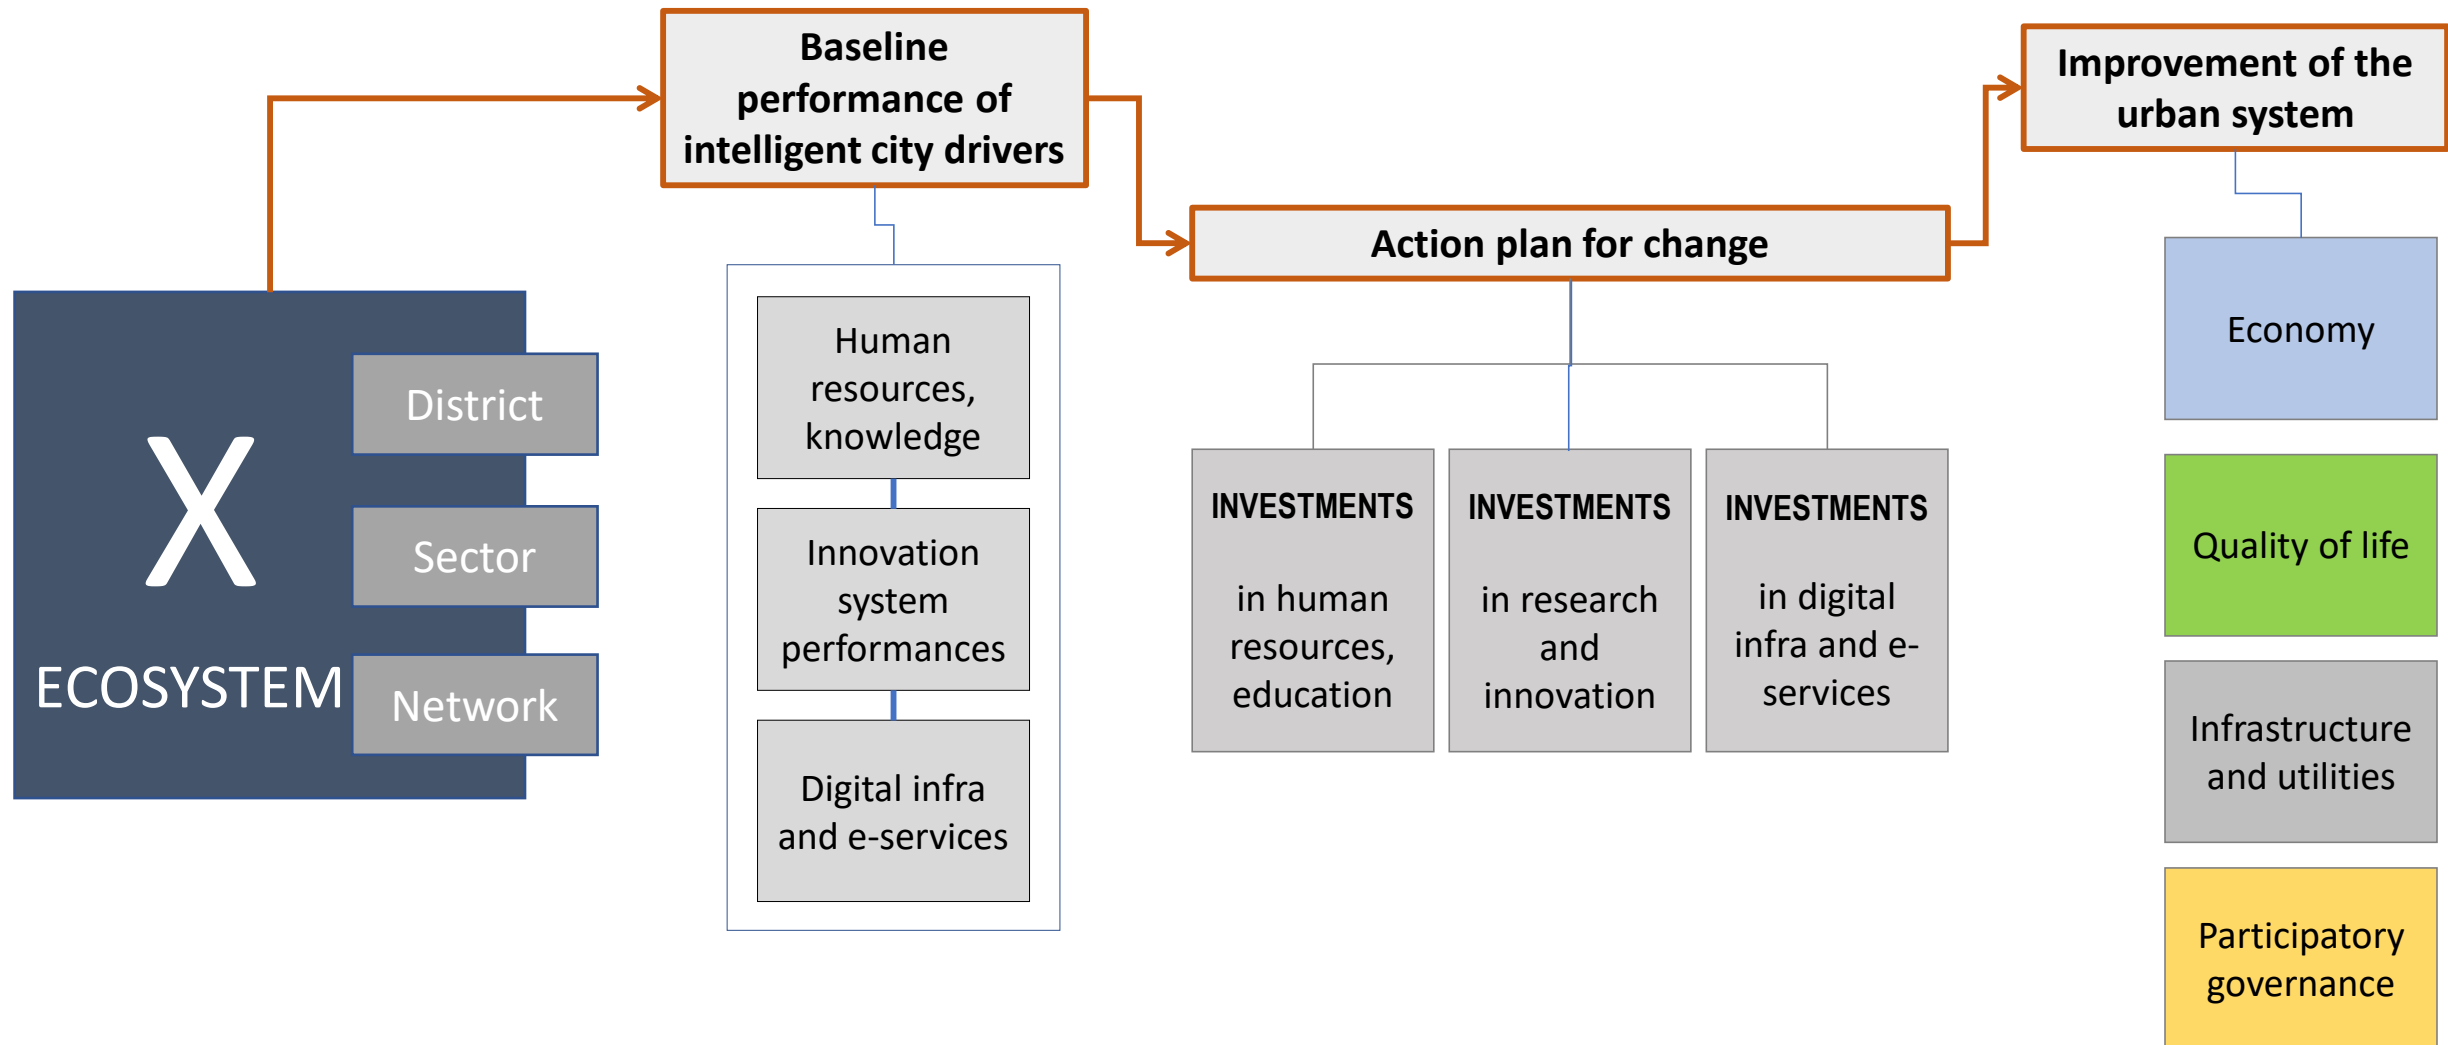 X
ECOSYSTEM
District
Sector
Network
Baseline
performance of
intelligent city drivers
Human
resources,
knowledge
Innovation
system
performances
Digital infra
and e-services
Action plan for change
INVESTMENTS
in human
resources,
education
INVESTMENTS
in research
and
innovation
INVESTMENTS
in digital
infra and e-
services
Improvement of the
urban system
Economy
Quality of life
Infrastructure
and utilities
Participatory
governance